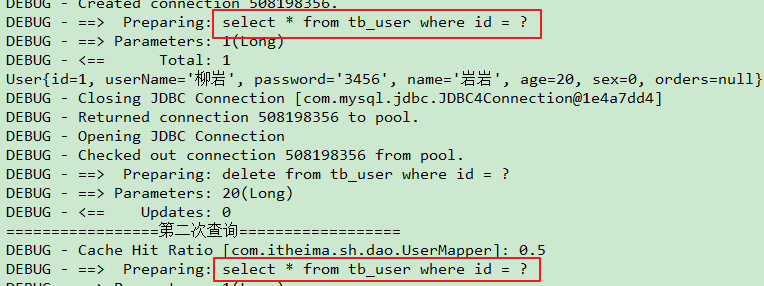 DEBUG - Created connection 508198356.
DEBUG - ==>  Preparing: select * from tb_user where id = ?
DEBUG - ==> Parameters: 1(Long)
DEBUG - <==      Total: 1
User{id=1, userName='柳岩', password='3456', name='岩岩', age=20, sex=0, orders=null}
DEBUG - Closing JDBC Connection [com.mysql.jdbc.JDBC4Connection@1e4a7dd4]
DEBUG - Returned connection 508198356 to pool.
DEBUG - Opening JDBC Connection
DEBUG - Checked out connection 508198356 from pool.
DEBUG - ==>  Preparing: delete from tb_user where id = ?
DEBUG - ==> Parameters: 20(Long)
DEBUG - <==    Updates: 0
=================第二次查询==================
DEBUG - Cache Hit Ratio [com.itheima.sh.dao.UserMapper]: 0.5
DEBUG - ==>  Preparing: select * from tb_user where id = ?